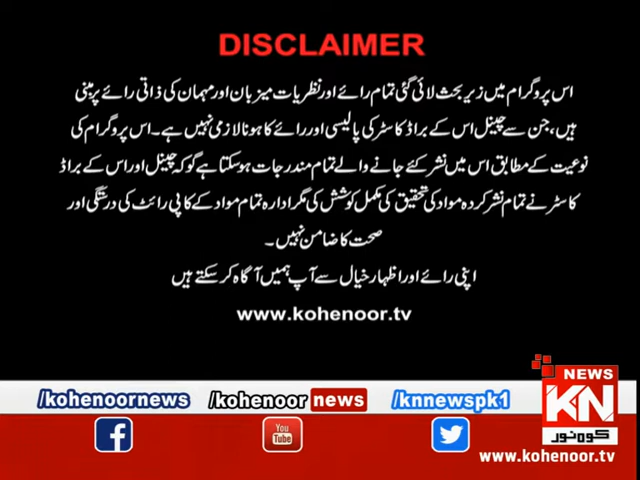 DISCLAIMER
اس پروگرام میں زیر بحث لائی گئی تمام رائے اور نظریات میزبان اور مہمان کی ذاتی رائے پر مبنی
ہیں، جن سے چینل اس کے براڈ کاسٹر کی پالیسی اور رائے کا ہونا لازمی نہیں ہے۔ اس پروگرام کی
نوعیت کے مطابق اس میں نشر کئے جانے والے تمام مندرجات ہو سکتا ہے گو کہ چینل اور اس کے براڈ
کاسٹر نے تمام نشر کردہ مواد کی تحقیق کی مکمل کوشش کی مگر ادارہ تمام مواد کے کاپی رائٹ کی درستگی اور
صحت کا ضامن نہیں۔
اپنی رائے اور اظہار خیال سے آپ ہمیں آگاہ کر سکتے ہیں
www.kohenoor.tv
/kohenoornews /kohenoor news /knnewspk1
You Tube
NEWS
KN
کوہ نور
www.kohenoor.tv